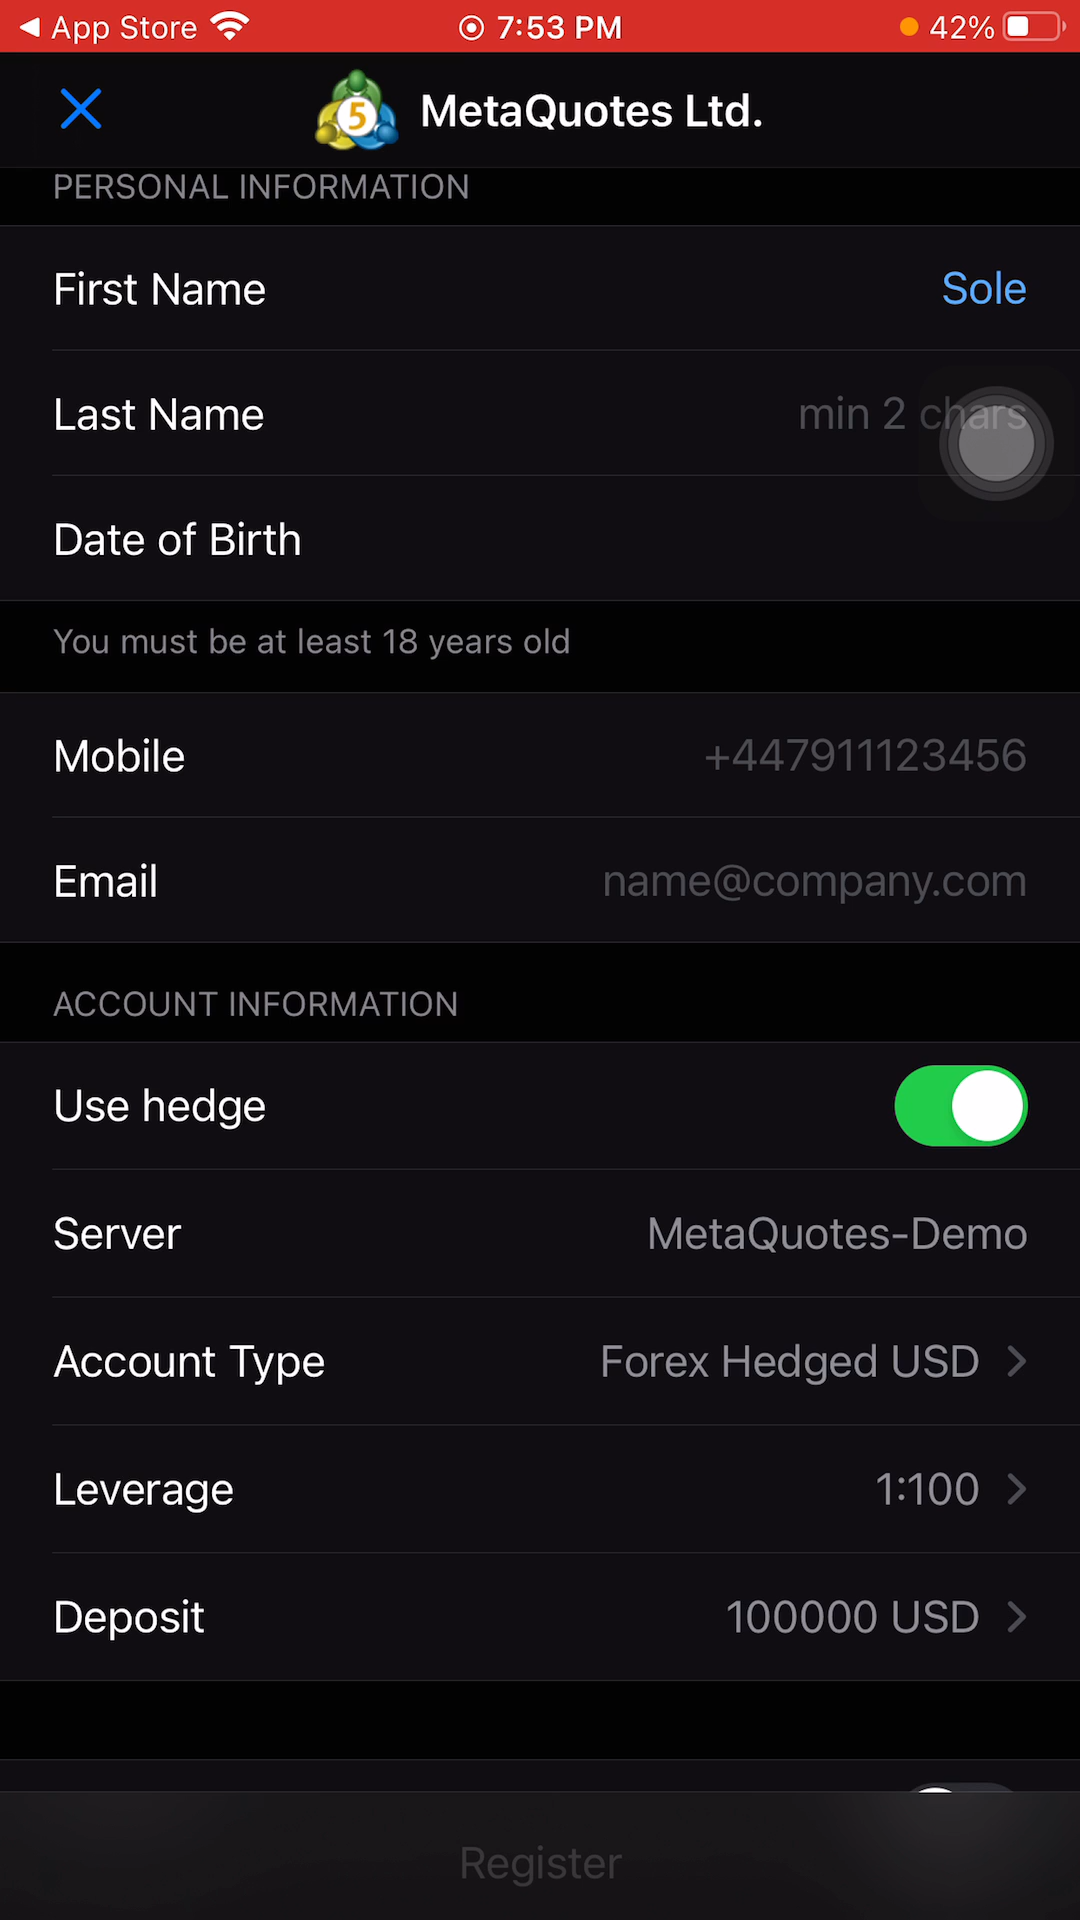 App Store 7:53 PM 42%
5 MetaQuotes Ltd.
PERSONAL INFORMATION
First Name Sole
Last Name min 2 chars
Date of Birth
You must be at least 18 years old
Mobile +447911123456
Email name@company.com
ACCOUNT INFORMATION
Use hedge
Server MetaQuotes-Demo
Account Type Forex Hedged USD
Leverage 1:100
Deposit 100000 USD
Register